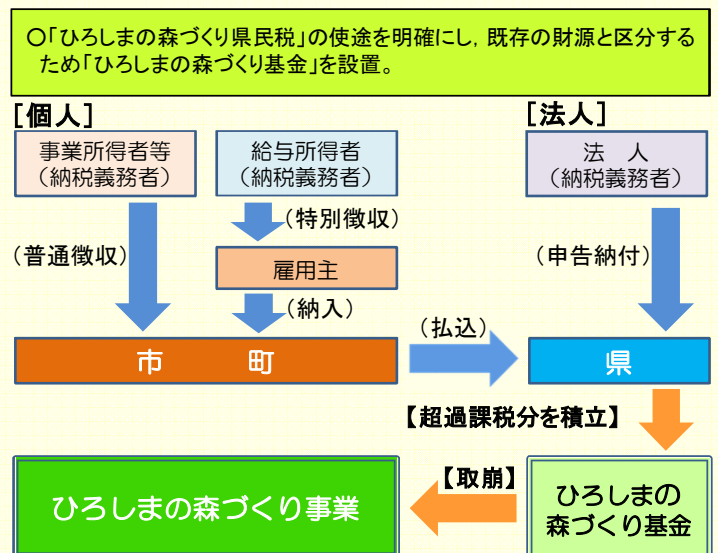 ○「ひろしまの森づくり県民税」の使途を明確にし，既存の財源と区分する
ため「ひろしまの森づくり基金」を設置。
［個人］
［法人］
事業所得者等
（納税義務者）
給与所得者
（納税義務者）
法　人
（納税義務者）
（特別徴収）
（普通徴収）
雇用主
（申告納付）
（納入）
（払込）
市　　　町
県
【超過課税分を積立】
【取崩】
ひろしまの森づくり事業
ひろしまの
森づくり基金